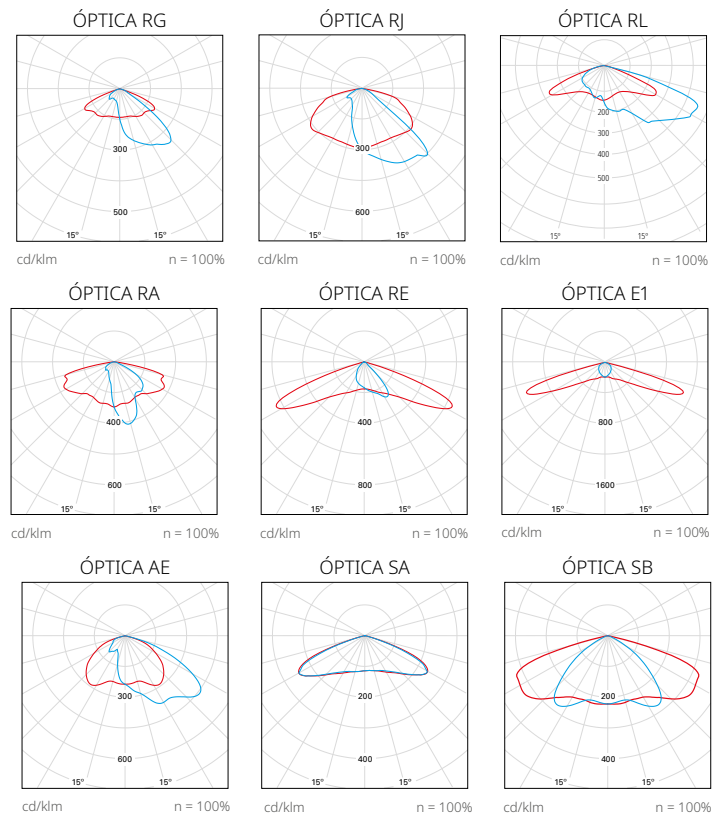 ÓPTICA RG
300
500
15° 15°
cd/klm n = 100%
ÓPTICA RJ
300
600
15° 15°
cd/klm n = 100%
ÓPTICA RL
200
300
400
500
15° 15°
cd/klm n = 100%
ÓPTICA RA
400
600
15° 15°
cd/klm n = 100%
ÓPTICA RE
400
800
15° 15°
cd/klm n = 100%
ÓPTICA E1
800
1600
15° 15°
cd/klm n = 100%
ÓPTICA AE
300
600
15° 15°
cd/klm n = 100%
ÓPTICA SA
200
400
15° 15°
cd/klm n = 100%
ÓPTICA SB
200
400
15° 15°
cd/klm n = 100%